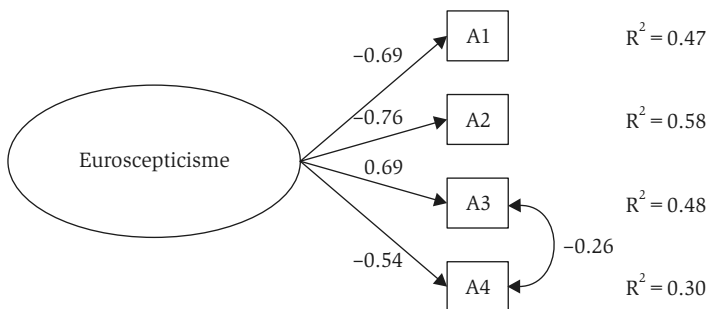 A1
R² = 0.47
−0.69
−0.76
A2
R² = 0.58
Euroscepticisme
0.69
A3
R² = 0.48
−0.26
−0.54
A4
R² = 0.30